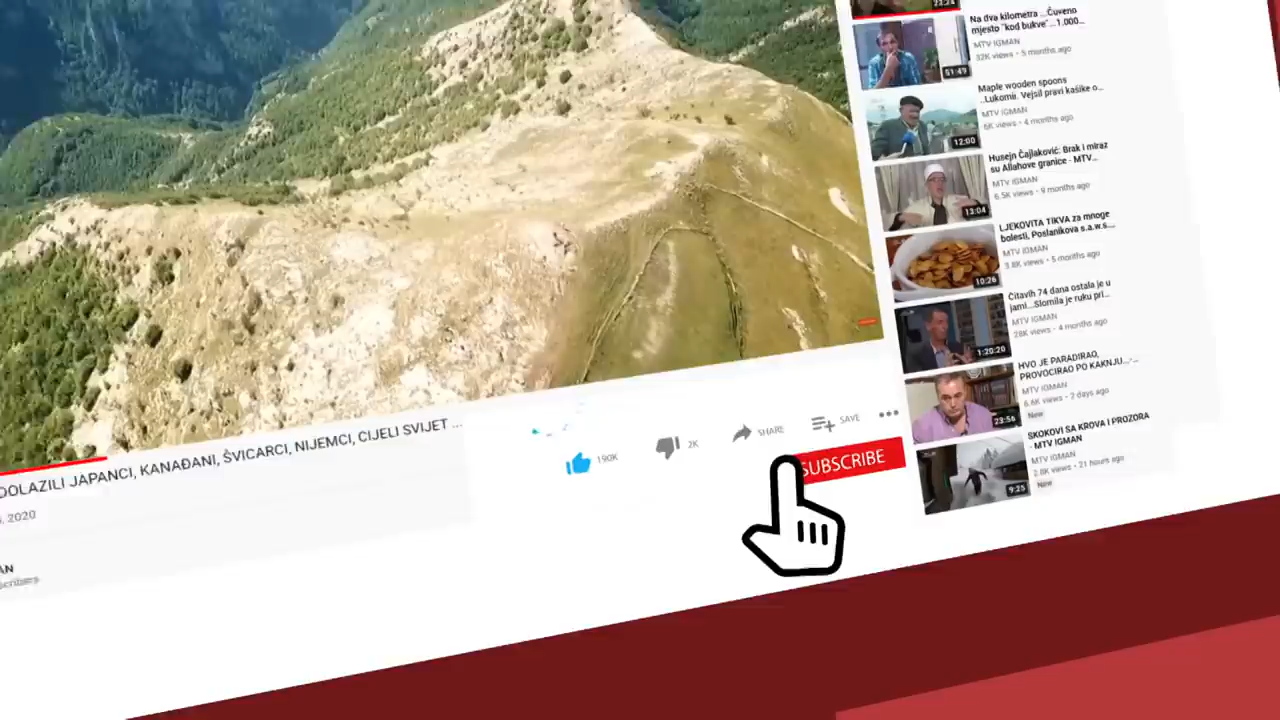 23:24
Na dva kilometra ...Čuveno
mjesto "kod bukve"...1.000...
MTV IGMAN
32K views • 5 months ago
51:49
Maple wooden spoons
..Lukomir. Vejsil pravi kašike o...
MTV IGMAN
6K views • 4 months ago
12:00
Husejn Čajlaković: Brak i miraz
su Allahove granice - MTV...
MTV IGMAN
6.5K views • 9 months ago
13:04
LJEKOVITA TIKVA za mnoge
bolesti, Poslanikova s.a.w.s....
MTV IGMAN
3.8K views • 5 months ago
10:26
Čitavih 74 dana ostala je u
jami...Slomila je ruku pri...
MTV IGMAN
28K views • 4 months ago
1:20:20
HVO JE PARADIRAO,
PROVOCIRAO PO KAKNJU...-...
MTV IGMAN
6.6K views • 2 days ago
New
23:56
SKOKOVI SA KROVA I PROZORA
- MTV IGMAN
MTV IGMAN
2.8K views • 21 hours ago
New
9:25
DOLAZILI JAPANCI, KANAĐANI, ŠVICARCI, NIJEMCI, CIJELI SVIJET ...
, 2020
190K
2K
SHARE
SAVE
SUBSCRIBE
AN
scribers